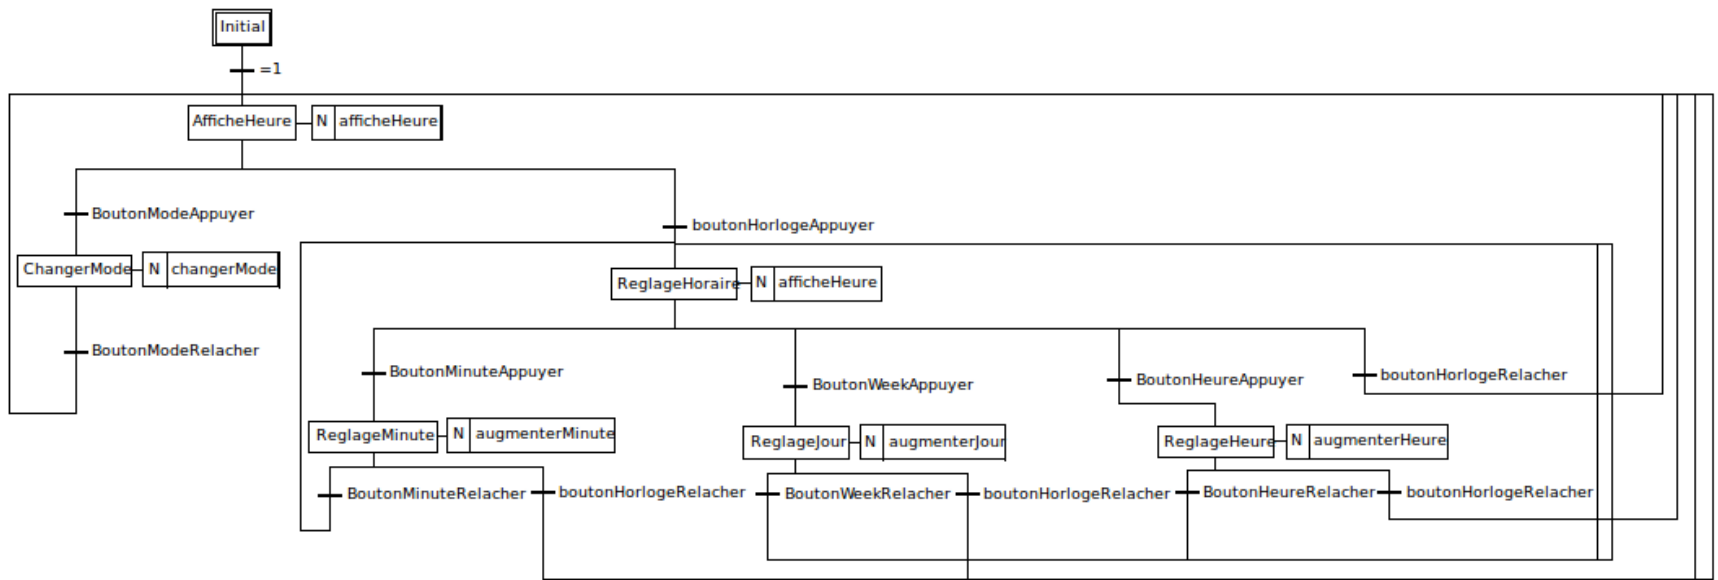 Initial
=1
AfficheHeure N afficheHeure
BoutonModeAppuyer
boutonHorlogeAppuyer
ChangerMode N changerMode
ReglageHoraire N afficheHeure
BoutonModeRelacher
BoutonMinuteAppuyer
BoutonWeekAppuyer
BoutonHeureAppuyer
boutonHorlogeRelacher
ReglageMinute N augmenterMinute
ReglageJour N augmenterJour
ReglageHeure N augmenterHeure
BoutonMinuteRelacher
boutonHorlogeRelacher
BoutonWeekRelacher
boutonHorlogeRelacher
BoutonHeureRelacher
boutonHorlogeRelacher